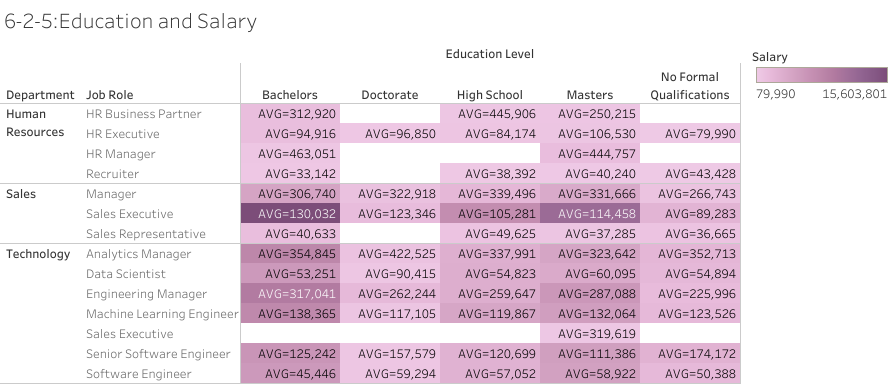 6-2-5:Education and Salary
Education Level
Salary
79,990 15,603,801
Department Job Role Bachelors Doctorate High School Masters No Formal Qualifications
Human Resources HR Business Partner AVG=312,920 AVG=445,906 AVG=250,215
HR Executive AVG=94,916 AVG=96,850 AVG=84,174 AVG=106,530 AVG=79,990
HR Manager AVG=463,051 AVG=444,757
Recruiter AVG=33,142 AVG=38,392 AVG=40,240 AVG=43,428
Sales Manager AVG=306,740 AVG=322,918 AVG=339,496 AVG=331,666 AVG=266,743
Sales Executive AVG=130,032 AVG=123,346 AVG=105,281 AVG=114,458 AVG=89,283
Sales Representative AVG=40,633 AVG=49,625 AVG=37,285 AVG=36,665
Technology Analytics Manager AVG=354,845 AVG=422,525 AVG=337,991 AVG=323,642 AVG=352,713
Data Scientist AVG=53,251 AVG=90,415 AVG=54,823 AVG=60,095 AVG=54,894
Engineering Manager AVG=317,041 AVG=262,244 AVG=259,647 AVG=287,088 AVG=225,996
Machine Learning Engineer AVG=138,365 AVG=117,105 AVG=119,867 AVG=132,064 AVG=123,526
Sales Executive AVG=319,619
Senior Software Engineer AVG=125,242 AVG=157,579 AVG=120,699 AVG=111,386 AVG=174,172
Software Engineer AVG=45,446 AVG=59,294 AVG=57,052 AVG=58,922 AVG=50,388